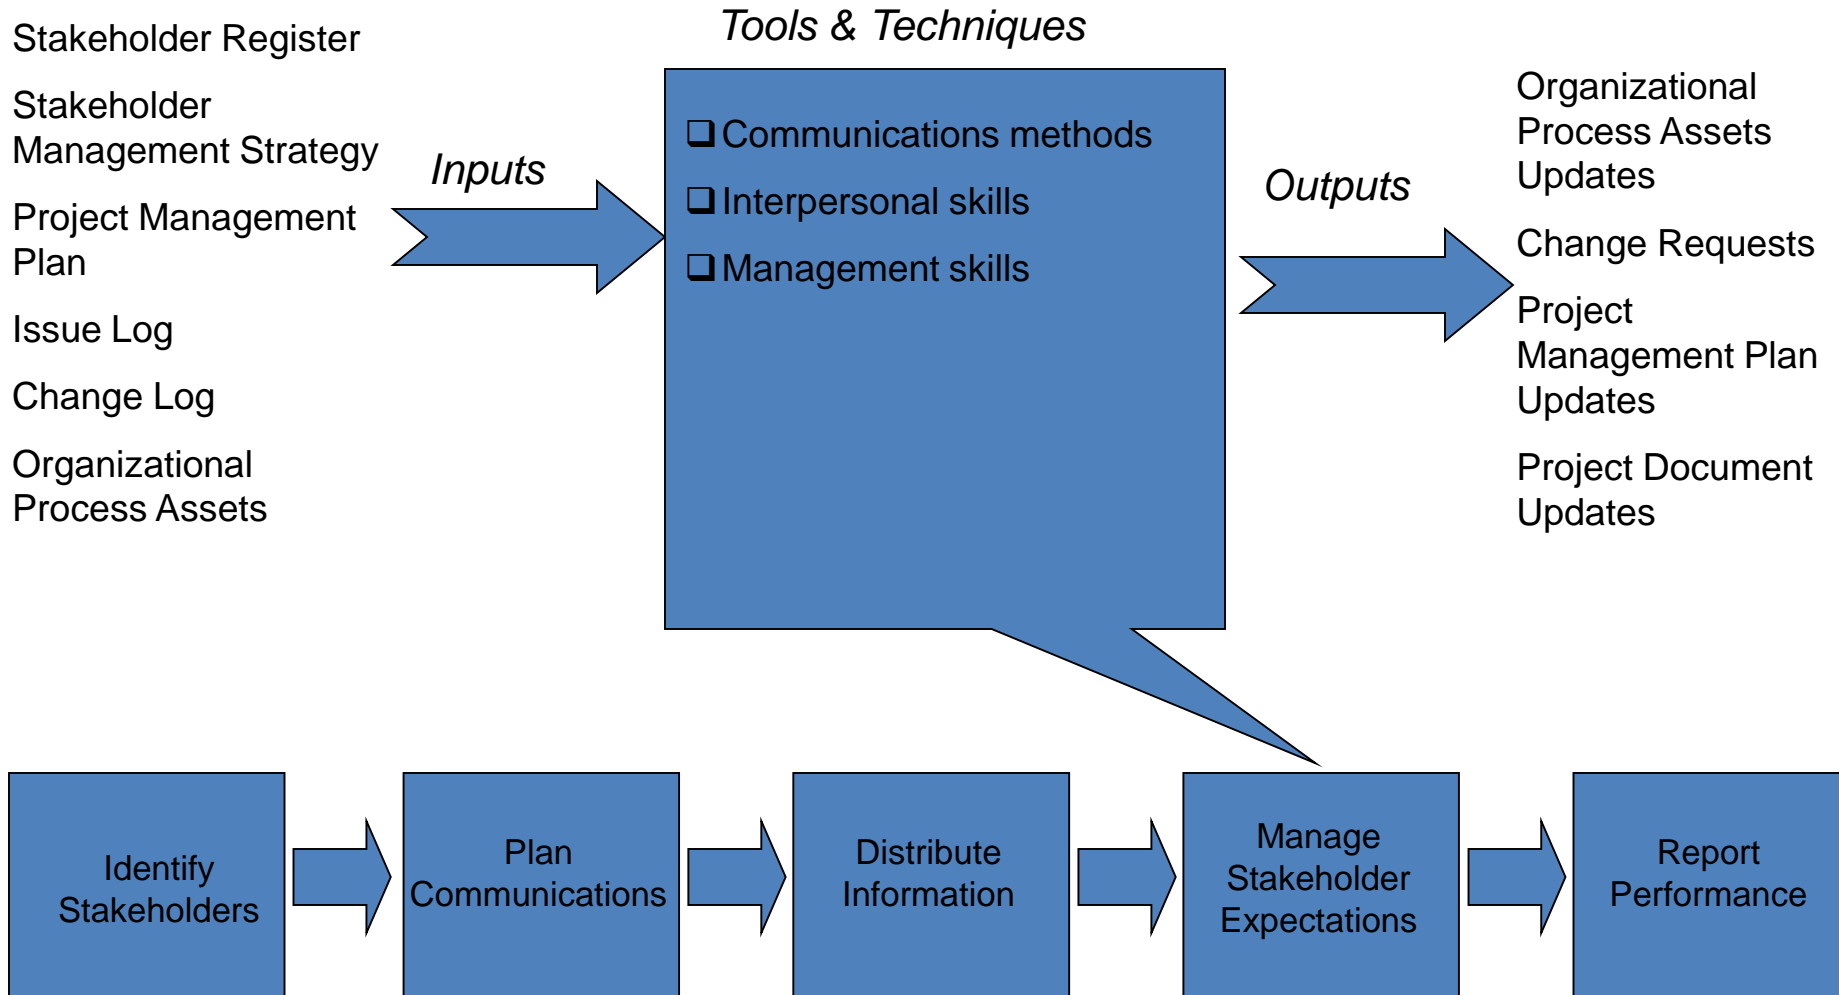 Stakeholder Register
Stakeholder
Management Strategy
Project Management
Plan
Issue Log
Change Log
Organizational
Process Assets
Inputs
Tools & Techniques
❑ Communications methods
❑ Interpersonal skills
❑ Management skills
Outputs
Organizational
Process Assets
Updates
Change Requests
Project
Management Plan
Updates
Project Document
Updates
Identify
Stakeholders
Plan
Communications
Distribute
Information
Manage
Stakeholder
Expectations
Report
Performance